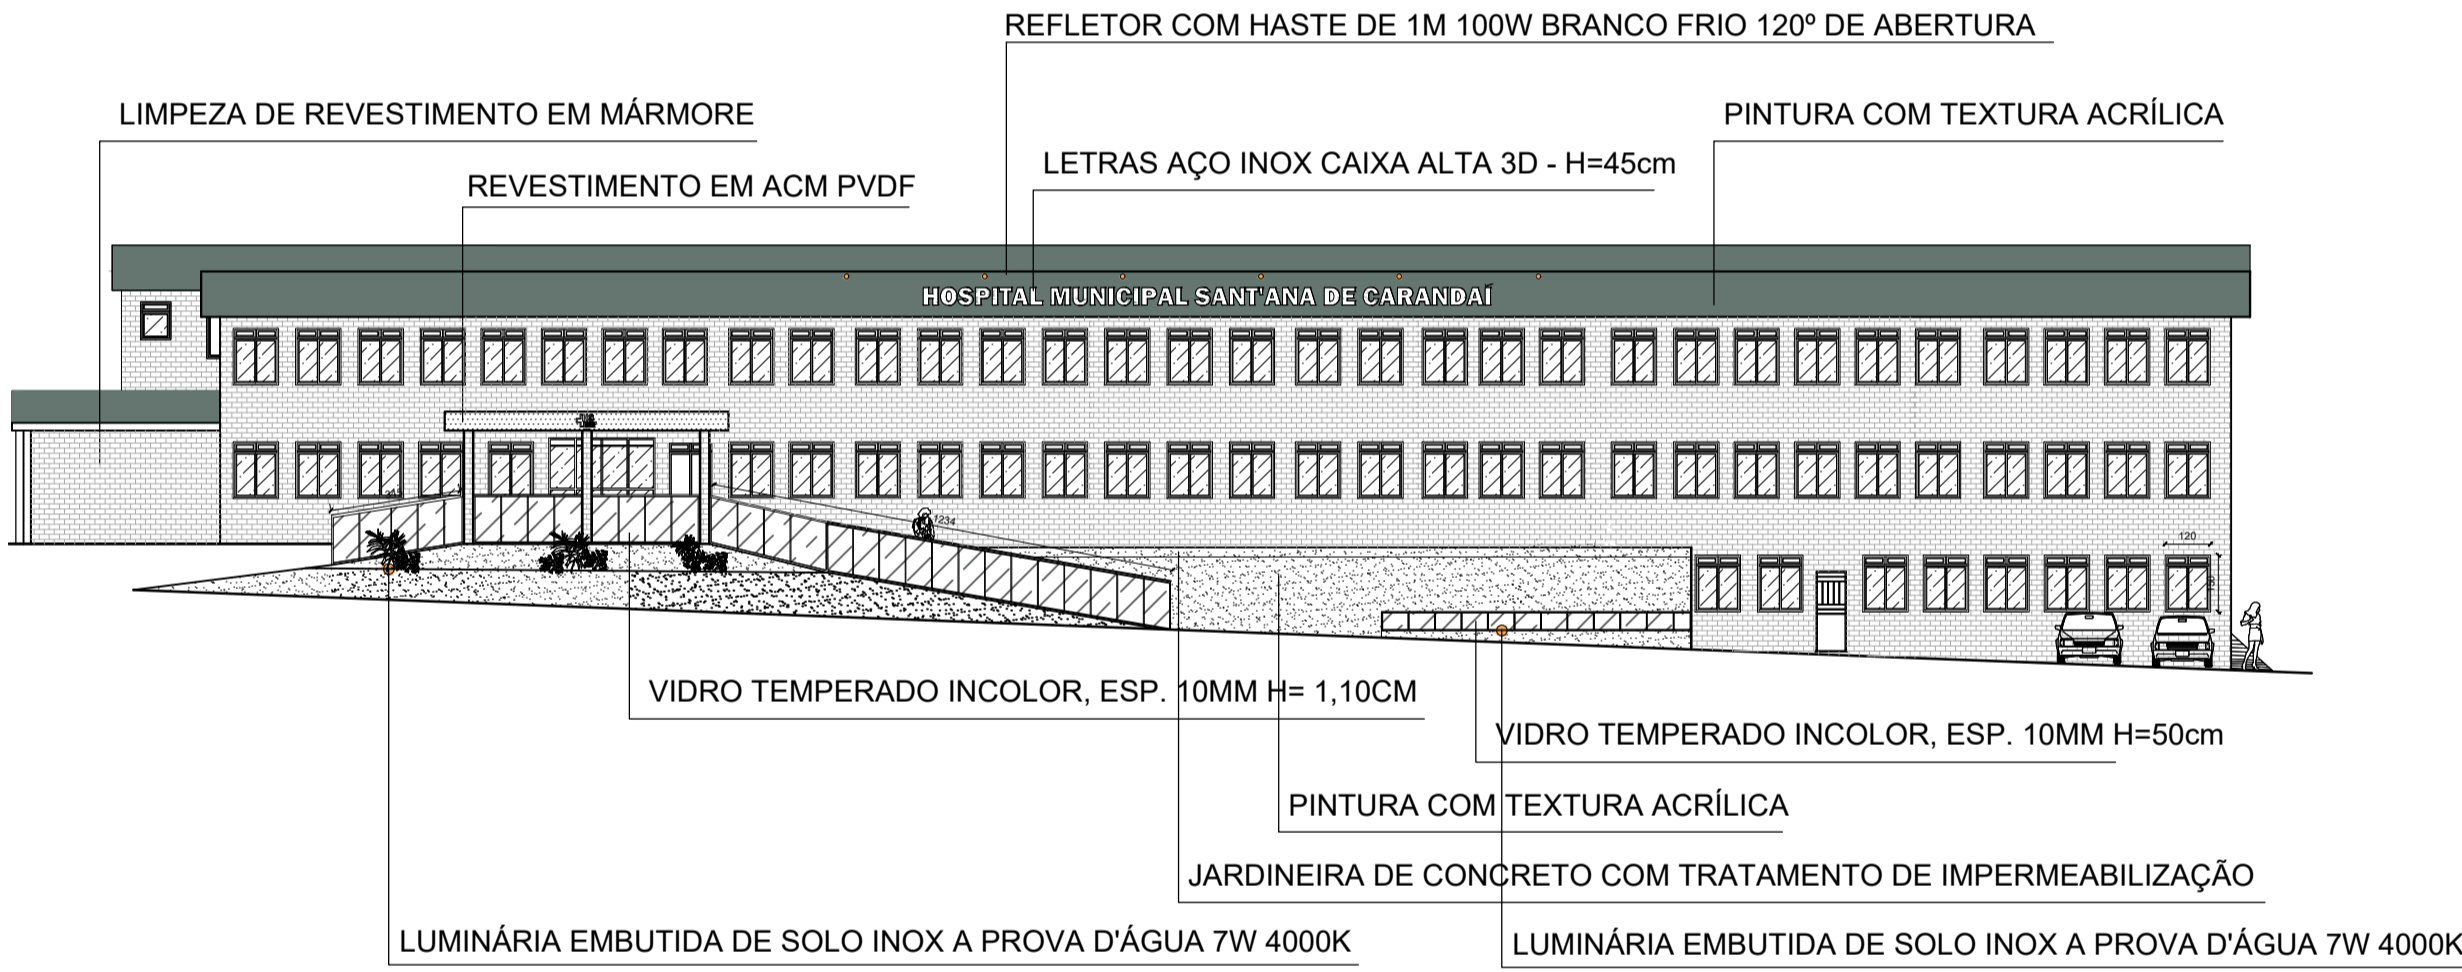 REFLETOR COM HASTE DE 1M 100W BRANCO FRIO 120º DE ABERTURA
LIMPEZA DE REVESTIMENTO EM MÁRMORE
PINTURA COM TEXTURA ACRÍLICA
LETRAS AÇO INOX CAIXA ALTA 3D - H=45cm
REVESTIMENTO EM ACM PVDF
HOSPITAL MUNICIPAL SANT'ANA DE CARANDAÍ
1234
120
VIDRO TEMPERADO INCOLOR, ESP. 10MM H= 1,10CM
VIDRO TEMPERADO INCOLOR, ESP. 10MM H=50cm
PINTURA COM TEXTURA ACRÍLICA
JARDINEIRA DE CONCRETO COM TRATAMENTO DE IMPERMEABILIZAÇÃO
LUMINÁRIA EMBUTIDA DE SOLO INOX A PROVA D'ÁGUA 7W 4000K
LUMINÁRIA EMBUTIDA DE SOLO INOX A PROVA D'ÁGUA 7W 4000K